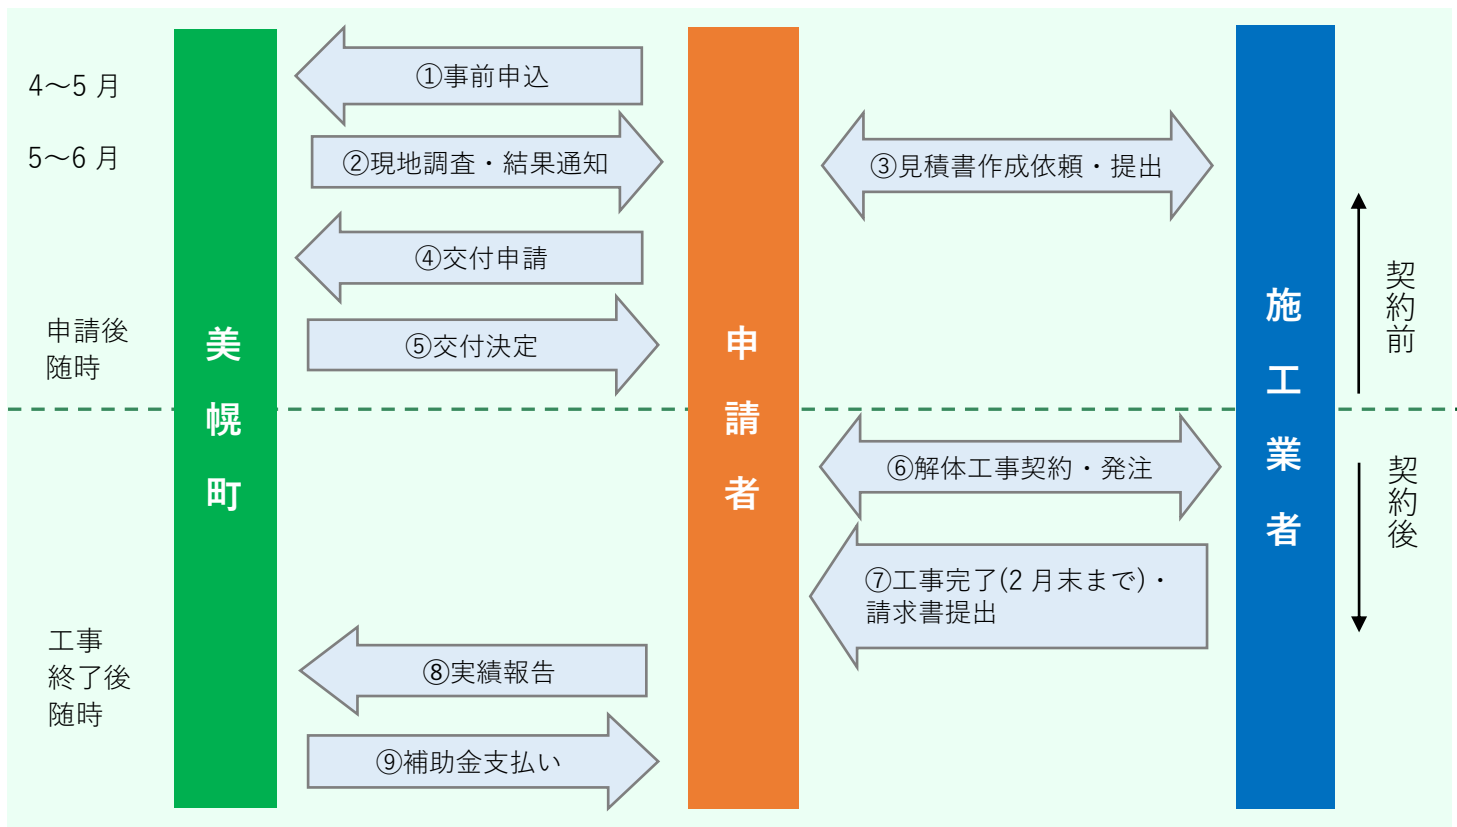 4～5 月
①事前申込
5～6 月
②現地調査・結果通知
③見積書作成依頼・提出
④交付申請
申請後
随時
⑤交付決定
美幌町
申請者
施工業者
契約前
契約後
⑥解体工事契約・発注
⑦工事完了(2 月末まで)・
請求書提出
工事
終了後
随時
⑧実績報告
⑨補助金支払い